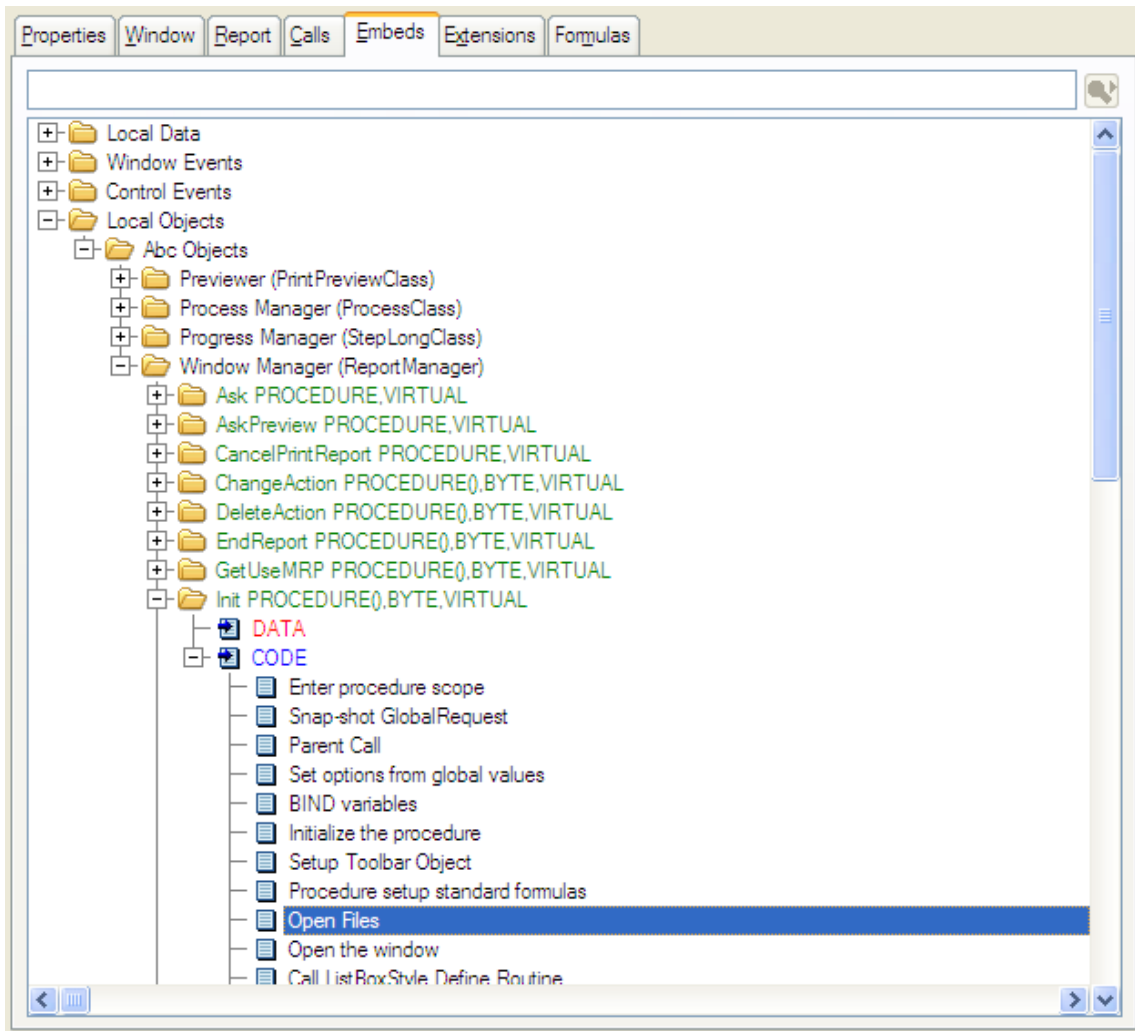 Properties Window Report Calls Embeds Extensions Formulas
Local Data
Window Events
Control Events
Local Objects
Abc Objects
Previewer (PrintPreviewClass)
Process Manager (ProcessClass)
Progress Manager (StepLongClass)
Window Manager (ReportManager)
Ask PROCEDURE,VIRTUAL
AskPreview PROCEDURE,VIRTUAL
CancelPrintReport PROCEDURE,VIRTUAL
ChangeAction PROCEDURE(),BYTE,VIRTUAL
DeleteAction PROCEDURE(),BYTE,VIRTUAL
EndReport PROCEDURE(),BYTE,VIRTUAL
GetUseMRP PROCEDURE(),BYTE,VIRTUAL
Init PROCEDURE(),BYTE,VIRTUAL
DATA
CODE
Enter procedure scope
Snap-shot GlobalRequest
Parent Call
Set options from global values
BIND variables
Initialize the procedure
Setup Toolbar Object
Procedure setup standard formulas
Open Files
Open the window
Call ListBoxStyle Define Routine